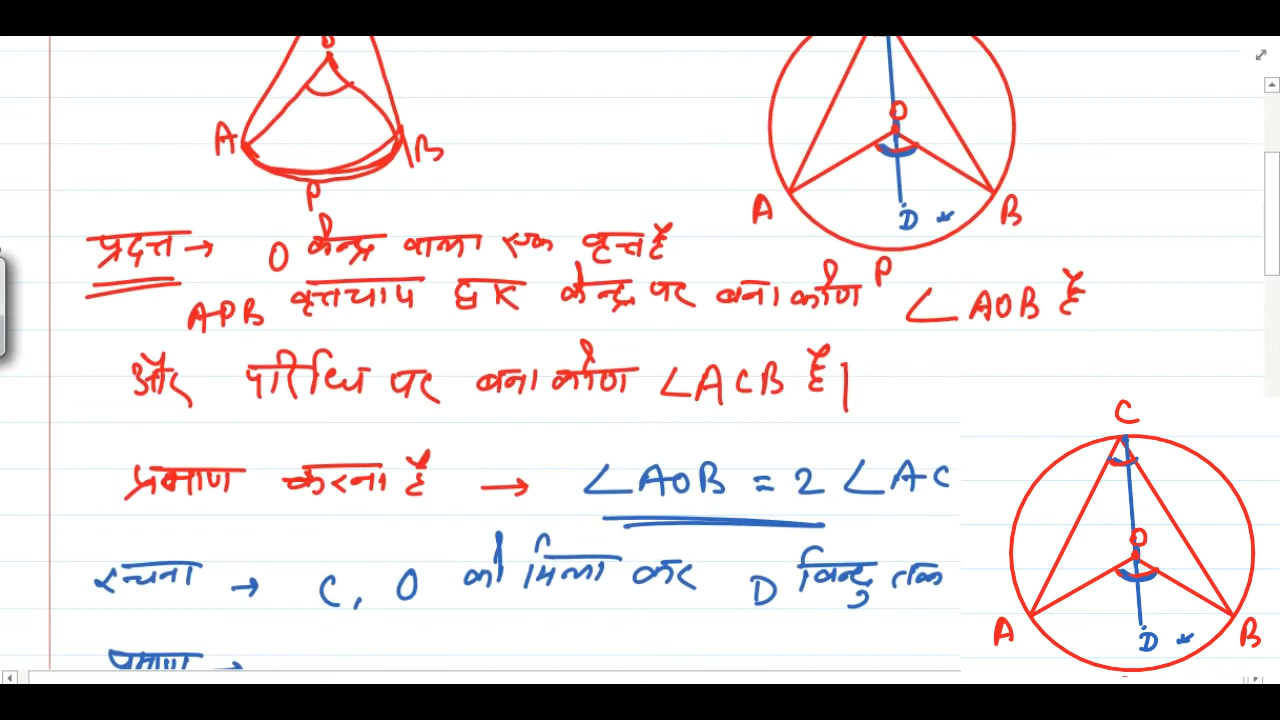 O
A
B
P
O
A
D
B
P
प्रदत्त → O केन्द्र वाला एक वृत्त है
APB वृत्तचाप द्वारा केन्द्र पर बना कोण ∠AOB है
और परिधि पर बना कोण ∠ACB है|
प्रमाण करना है → ∠AOB = 2 ∠AC
रचना → C, O को मिला कर D बिन्दु तक
प्रमाण →
C
O
A
D
B